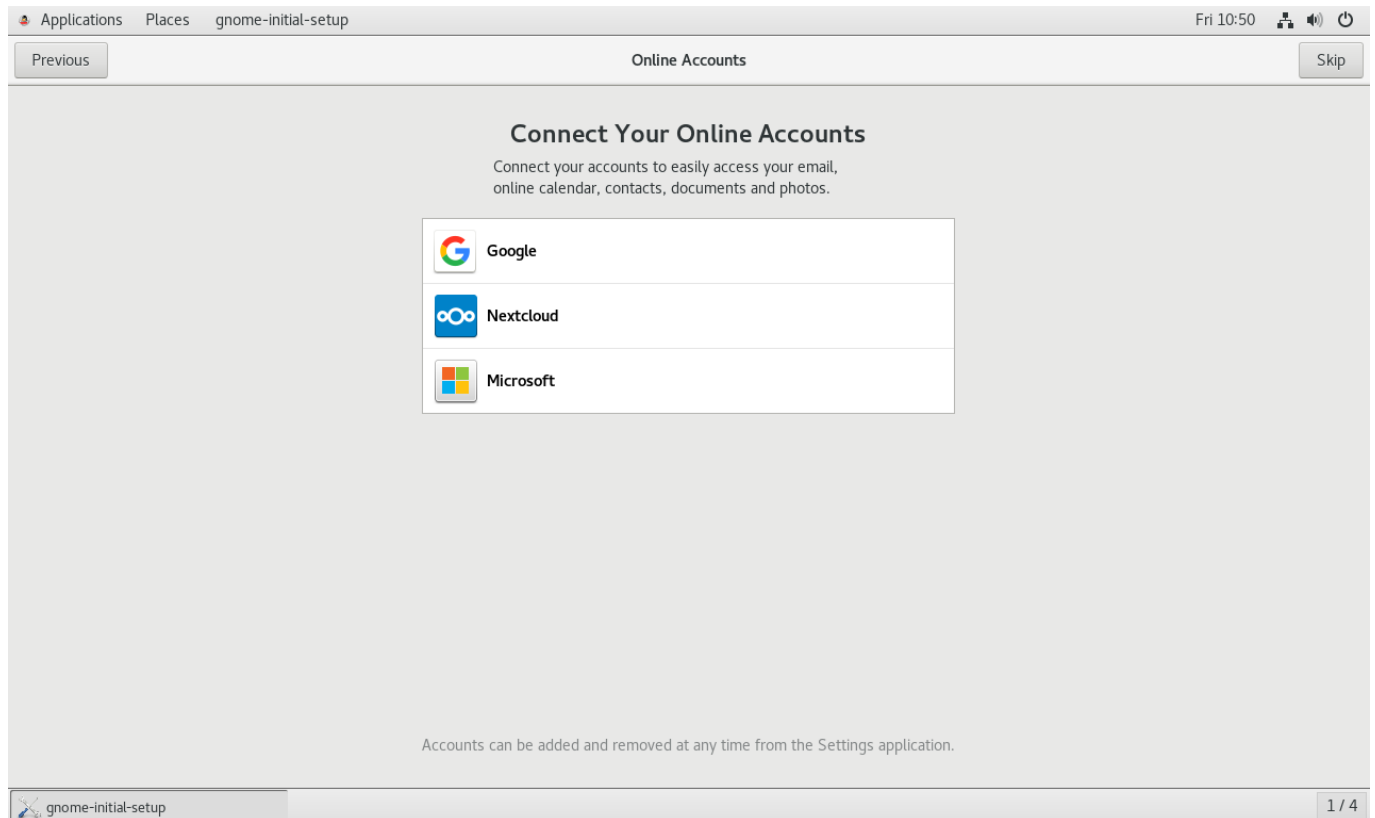 Applications Places gnome-initial-setup Fri 10:50
Previous Online Accounts Skip
Connect Your Online Accounts
Connect your accounts to easily access your email,
online calendar, contacts, documents and photos.
Google
Nextcloud
Microsoft
Accounts can be added and removed at any time from the Settings application.
gnome-initial-setup 1 / 4